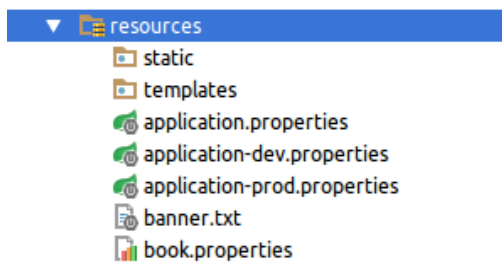 resources
static
templates
application.properties
application-dev.properties
application-prod.properties
banner.txt
book.properties